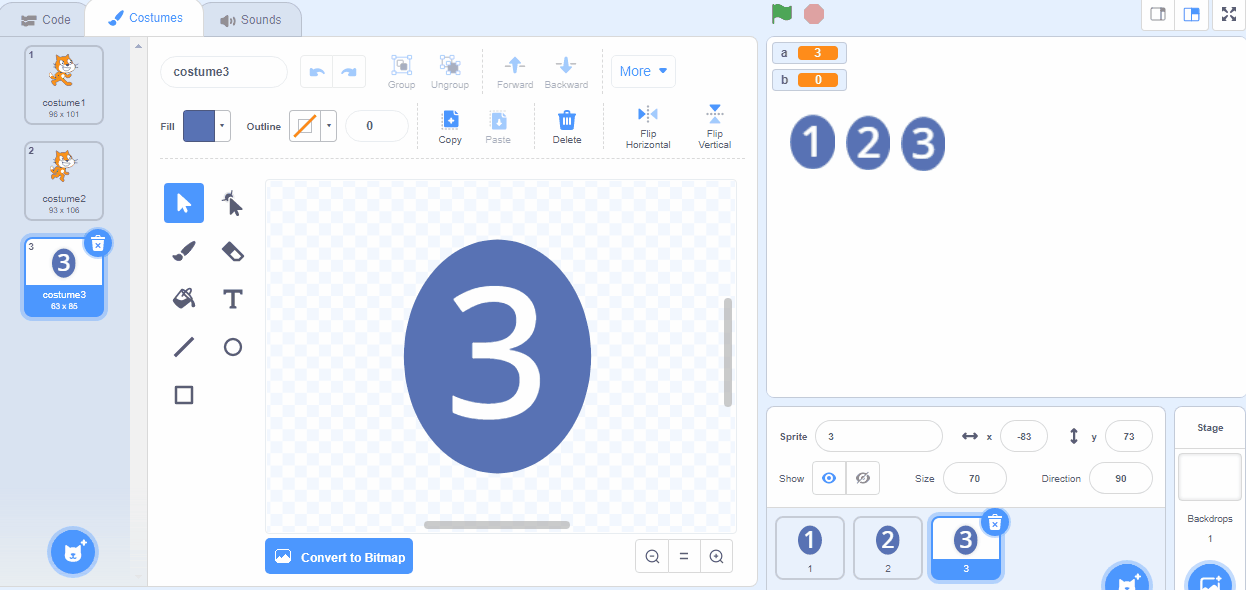 Code
Costumes
Sounds
1
costume1
96 x 101
2
costume2
93 x 106
3
3
costume3
63 x 85
costume3
Group
Ungroup
Forward
Backward
More
Fill
Outline
0
Copy
Paste
Delete
Flip
Horizontal
Flip
Vertical
T
3
Convert to Bitmap
a 3
b 0
1 2 3
Sprite 3 x -83 y 73
Show Size 70 Direction 90
1
1
2
2
3
3
Stage
Backdrops
1